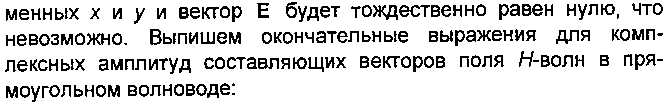 менных x и y и вектор E будет тождественно равен нулю, что
невозможно. Выпишем окончательные выражения для комп-
лексных амплитуд составляющих векторов поля H-волн в пря-
моугольном волноводе: